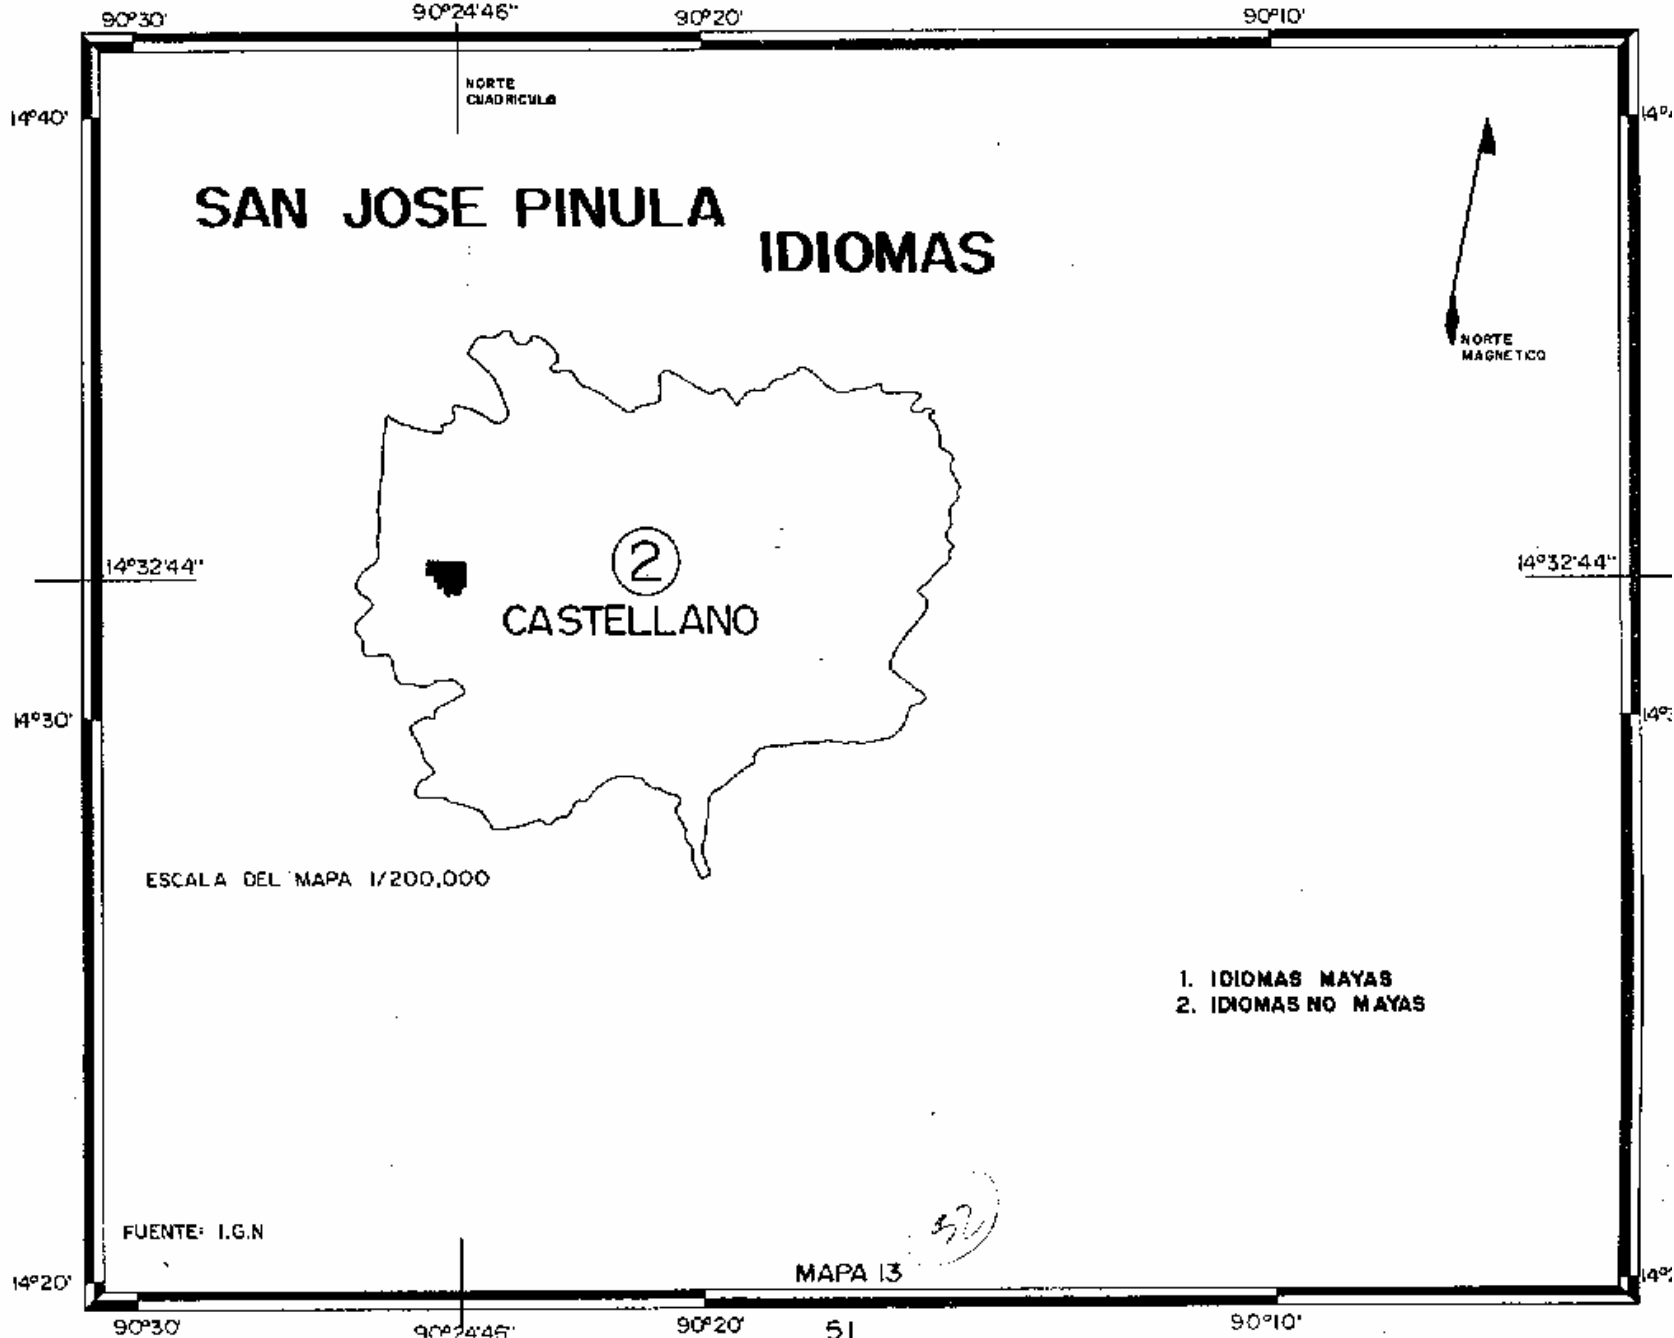 90°30' 90°24'46" 90°20' 90°10'
NORTE
CUADRICULA
14°40'
SAN JOSE PINULA
IDIOMAS
NORTE
MAGNETICO
2
14°32'44" 14°32'44"
CASTELLANO
14°30'
ESCALA DEL MAPA 1/200,000
1. IDIOMAS MAYAS
2. IDIOMAS NO MAYAS
52
FUENTE: I.G.N
MAPA 13
14°20'
90°30' 90°24'46" 90°20' 51 90°10'